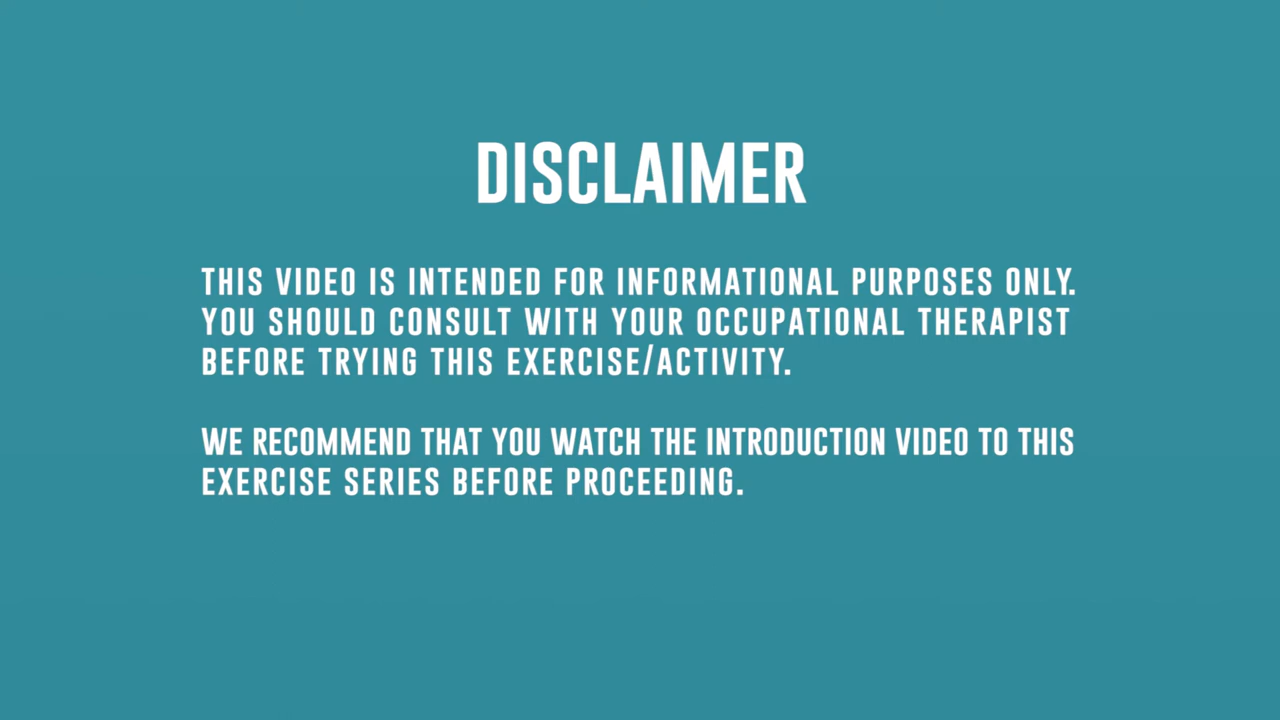 DISCLAIMER
THIS VIDEO IS INTENDED FOR INFORMATIONAL PURPOSES ONLY.
YOU SHOULD CONSULT WITH YOUR OCCUPATIONAL THERAPIST
BEFORE TRYING THIS EXERCISE/ACTIVITY.
WE RECOMMEND THAT YOU WATCH THE INTRODUCTION VIDEO TO THIS
EXERCISE SERIES BEFORE PROCEEDING.